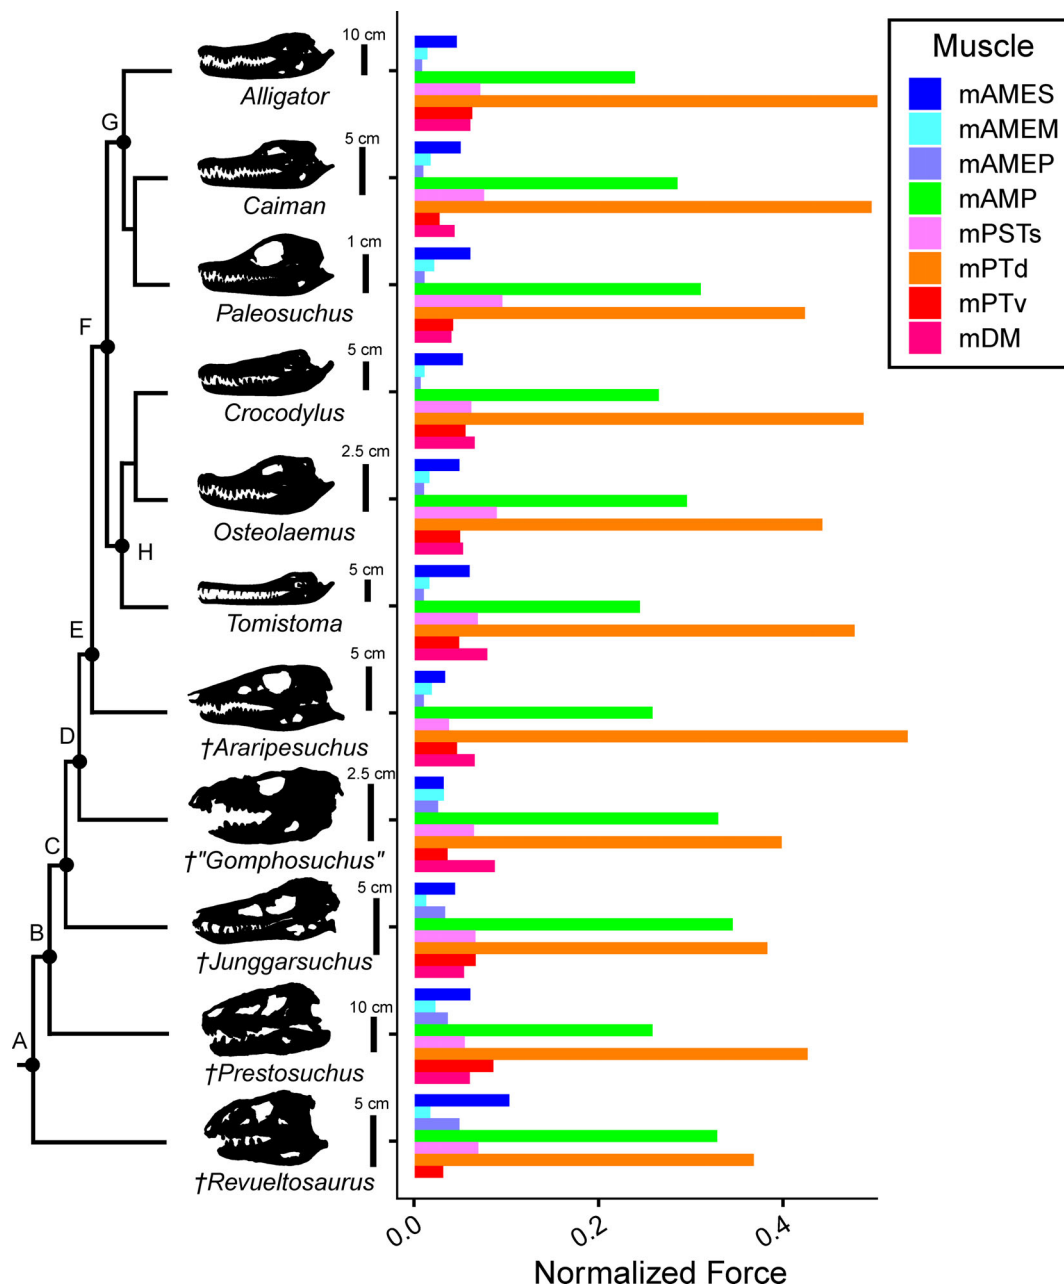 10 cm
Alligator
G
5 cm
Caiman
1 cm
Paleosuchus
F
5 cm
Crocodylus
2.5 cm
Osteolaemus
H
5 cm
Tomistoma
E
5 cm
†Araripesuchus
D
2.5 cm
†"Gomphosuchus"
C
5 cm
†Junggarsuchus
B
10 cm
†Prestosuchus
A
5 cm
†Revueltosaurus
0.0
0.2
0.4
Normalized Force
Muscle
mAMES
mAMEM
mAMEP
mAMP
mPSTs
mPTd
mPTv
mDM